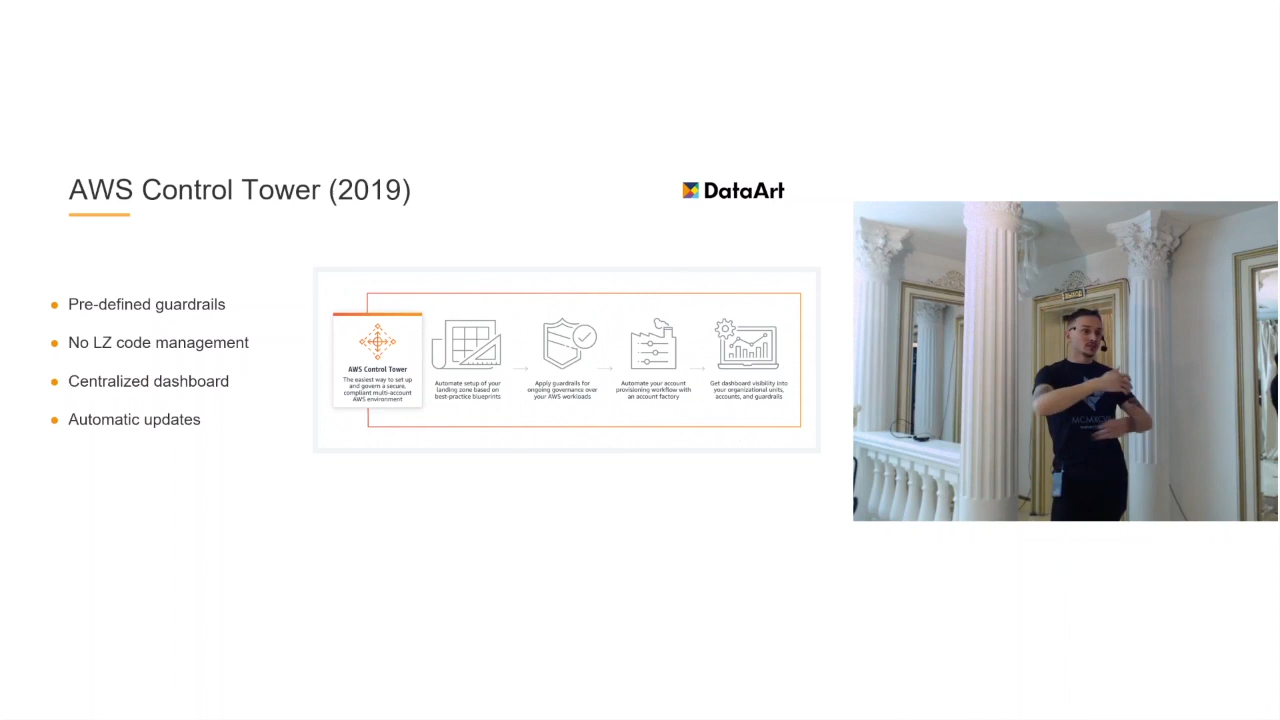 AWS Control Tower (2019)
DataArt
Pre-defined guardrails
No LZ code management
Centralized dashboard
Automatic updates
AWS Control Tower
The easiest way to set up
and govern a secure,
compliant multi-account
AWS environment
Automate setup of your
landing zone based on
best-practice blueprints
Apply guardrails for
ongoing governance over
your AWS workloads
Automate your account
provisioning workflow with
an account factory
Get dashboard visibility into
your organizational units,
accounts, and guardrails